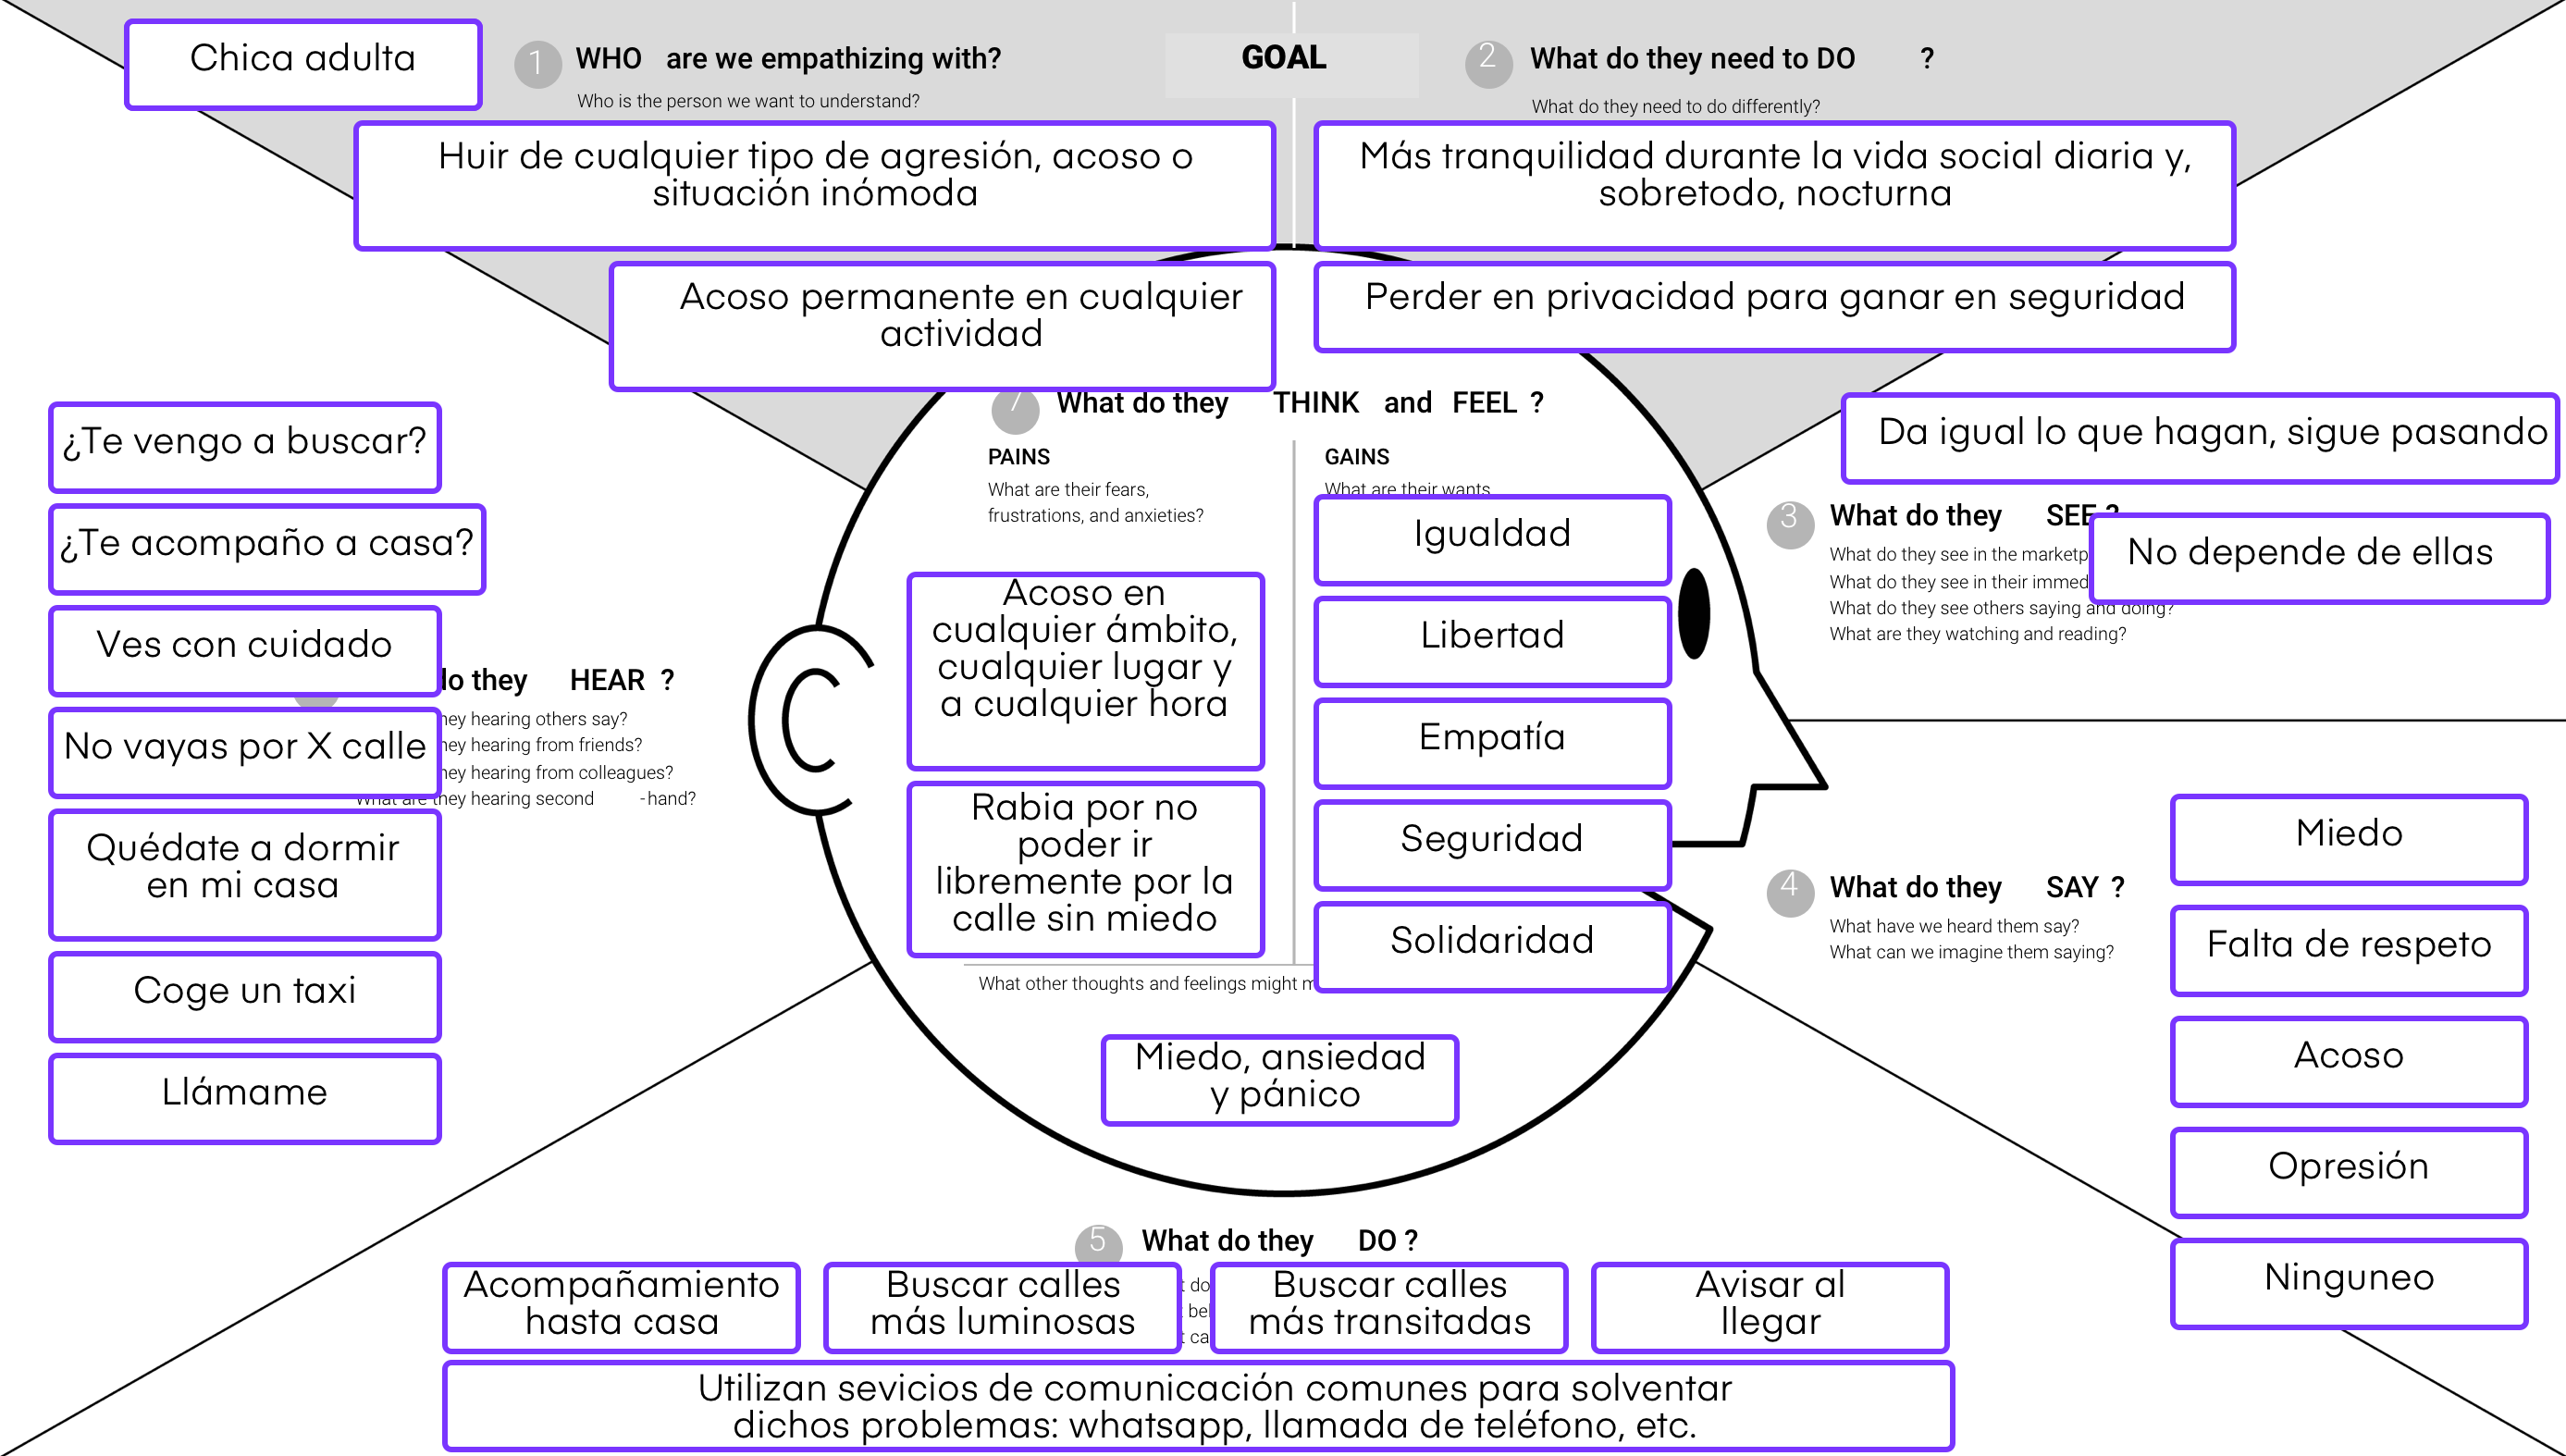 Chica adulta
1
WHO are we empathizing with?
Who is the person we want to understand?
Huir de cualquier tipo de agresión, acoso o
situación inómoda
Acoso permanente en cualquier
actividad
GOAL
2
What do they need to DO ?
What do they need to do differently?
Más tranquilidad durante la vida social diaria y,
sobretodo, nocturna
Perder en privacidad para ganar en seguridad
Da igual lo que hagan, sigue pasando
3
What do they SEE ?
No depende de ellas
What do they see in the
What do they see in their
What do they see others saying and doing?
What are they watching and reading?
4
What do they SAY ?
What have we heard them say?
What can we imagine them saying?
Miedo
Falta de respeto
Acoso
Opresión
Ninguneo
5
What do they DO ?
Acompañamiento
hasta casa
Buscar calles
más luminosas
Buscar calles
más transitadas
Avisar al
llegar
Utilizan sevicios de comunicación comunes para solventar
dichos problemas: whatsapp, llamada de teléfono, etc.
¿Te vengo a buscar?
¿Te acompaño a casa?
Ves con cuidado
No vayas por X calle
Quédate a dormir
en mi casa
Coge un taxi
Llámame
do they HEAR ?
hearing others say?
hearing from friends?
hearing from colleagues?
What are they hearing second -hand?
7
What do they THINK and FEEL ?
PAINS
What are their fears,
frustrations, and anxieties?
Acoso en
cualquier ámbito,
cualquier lugar y
a cualquier hora
Rabia por no
poder ir
libremente por la
calle sin miedo
GAINS
What are their wants
Igualdad
Libertad
Empatía
Seguridad
Solidaridad
What other thoughts and feelings might
Miedo, ansiedad
y pánico